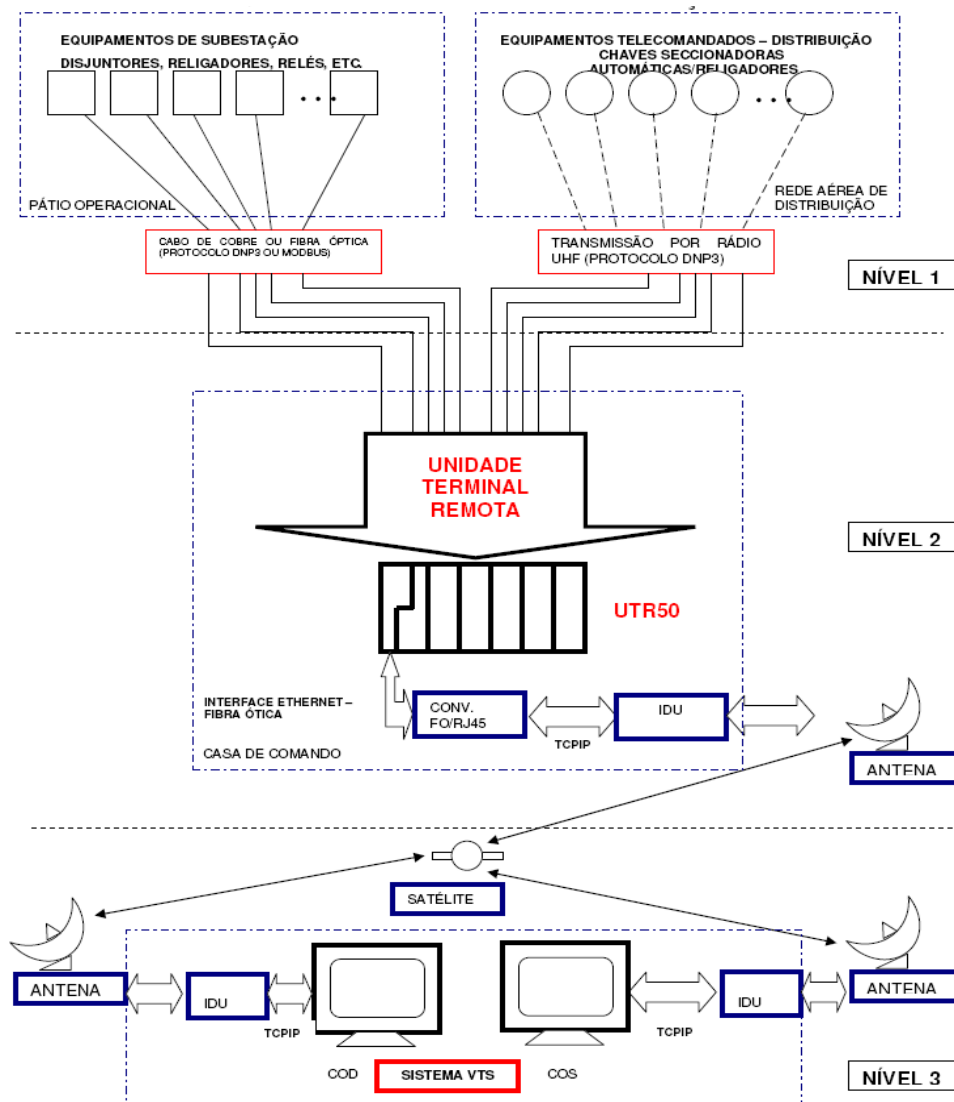 EQUIPAMENTOS DE SUBESTAÇÃO
DISJUNTORES, RELIGADORES, RELÉS, ETC.
. . .
PÁTIO OPERACIONAL
EQUIPAMENTOS TELECOMANDADOS – DISTRIBUIÇÃO
CHAVES SECCIONADORAS
AUTOMÁTICAS/RELIGADORES
. . .
REDE AÉREA DE
DISTRIBUIÇÃO
CABO DE COBRE OU FIBRA ÓPTICA
(PROTOCOLO DNP3 OU MODBUS)
TRANSMISSÃO POR RÁDIO
UHF (PROTOCOLO DNP3)
NÍVEL 1
UNIDADE
TERMINAL
REMOTA
NÍVEL 2
UTR50
INTERFACE ETHERNET –
FIBRA ÓTICA
CASA DE COMANDO
CONV.
FO/RJ45
TCPIP
IDU
ANTENA
SATÉLITE
ANTENA
IDU
TCPIP
TCPIP
IDU
ANTENA
COD
SISTEMA VTS
COS
NÍVEL 3